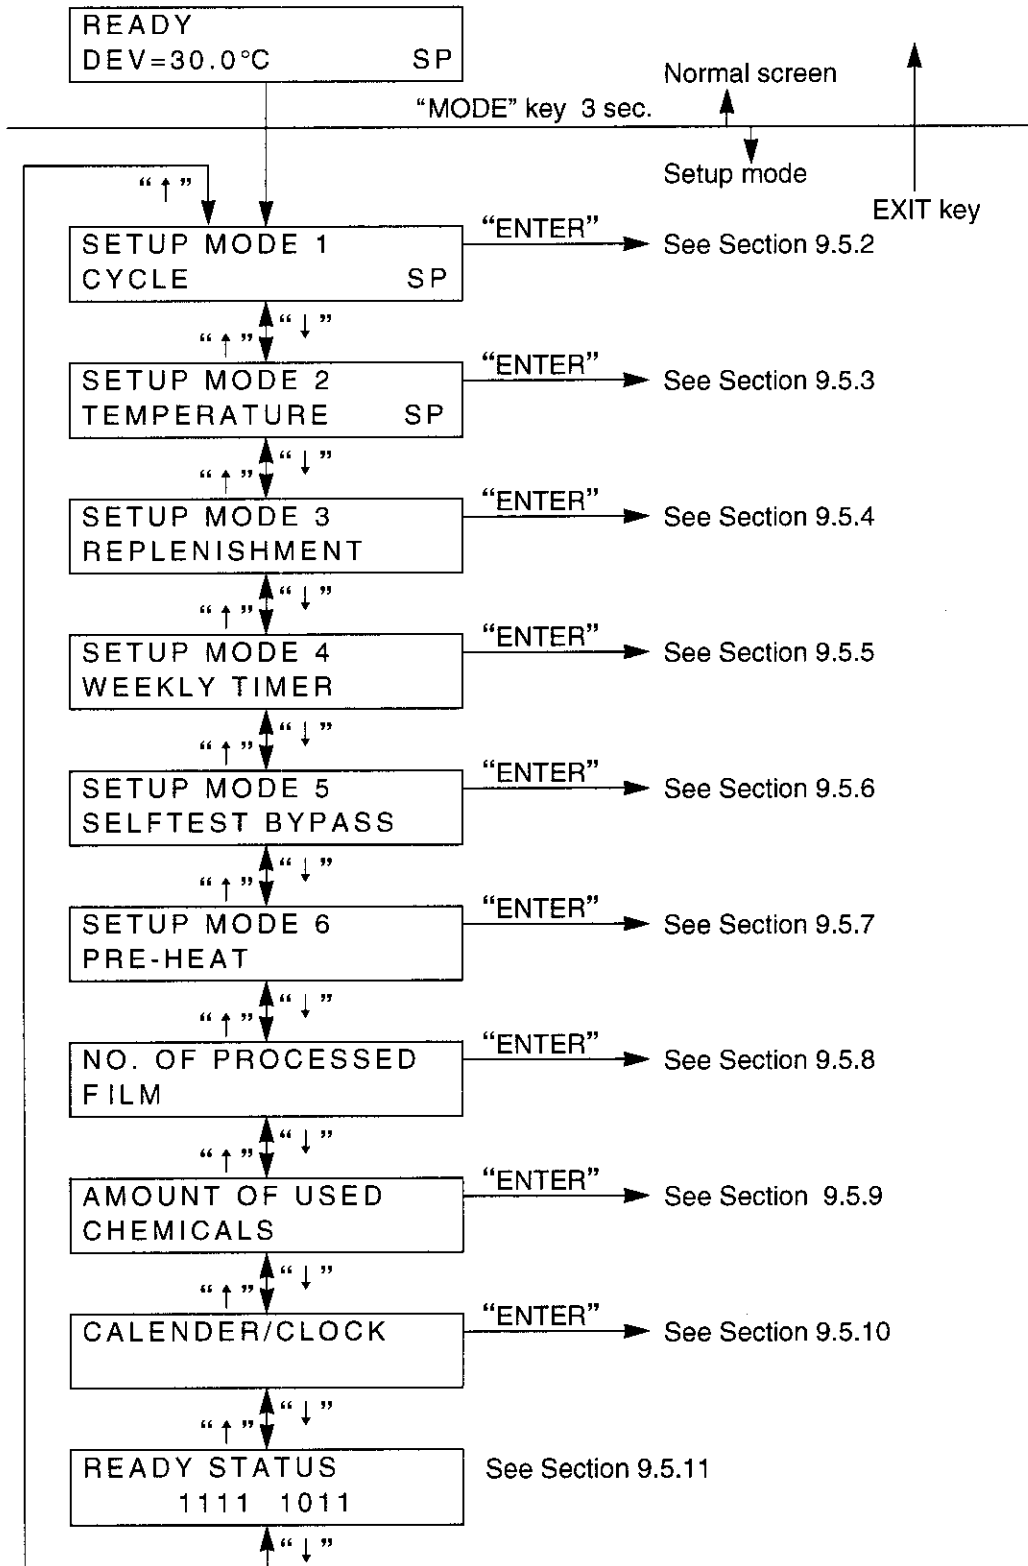 READY
DEV=30.0°C SP
Normal screen
"MODE" key 3 sec.
Setup mode
EXIT key
"↑"
SETUP MODE 1
CYCLE SP
"ENTER"
See Section 9.5.2
"↑" "↓"
SETUP MODE 2
TEMPERATURE SP
"ENTER"
See Section 9.5.3
"↑" "↓"
SETUP MODE 3
REPLENISHMENT
"ENTER"
See Section 9.5.4
"↑" "↓"
SETUP MODE 4
WEEKLY TIMER
"ENTER"
See Section 9.5.5
"↑" "↓"
SETUP MODE 5
SELFTEST BYPASS
"ENTER"
See Section 9.5.6
"↑" "↓"
SETUP MODE 6
PRE-HEAT
"ENTER"
See Section 9.5.7
"↑" "↓"
NO. OF PROCESSED
FILM
"ENTER"
See Section 9.5.8
"↑" "↓"
AMOUNT OF USED
CHEMICALS
"ENTER"
See Section 9.5.9
"↑" "↓"
CALENDER/CLOCK
"ENTER"
See Section 9.5.10
"↑" "↓"
READY STATUS
1111 1011
See Section 9.5.11
"↓"